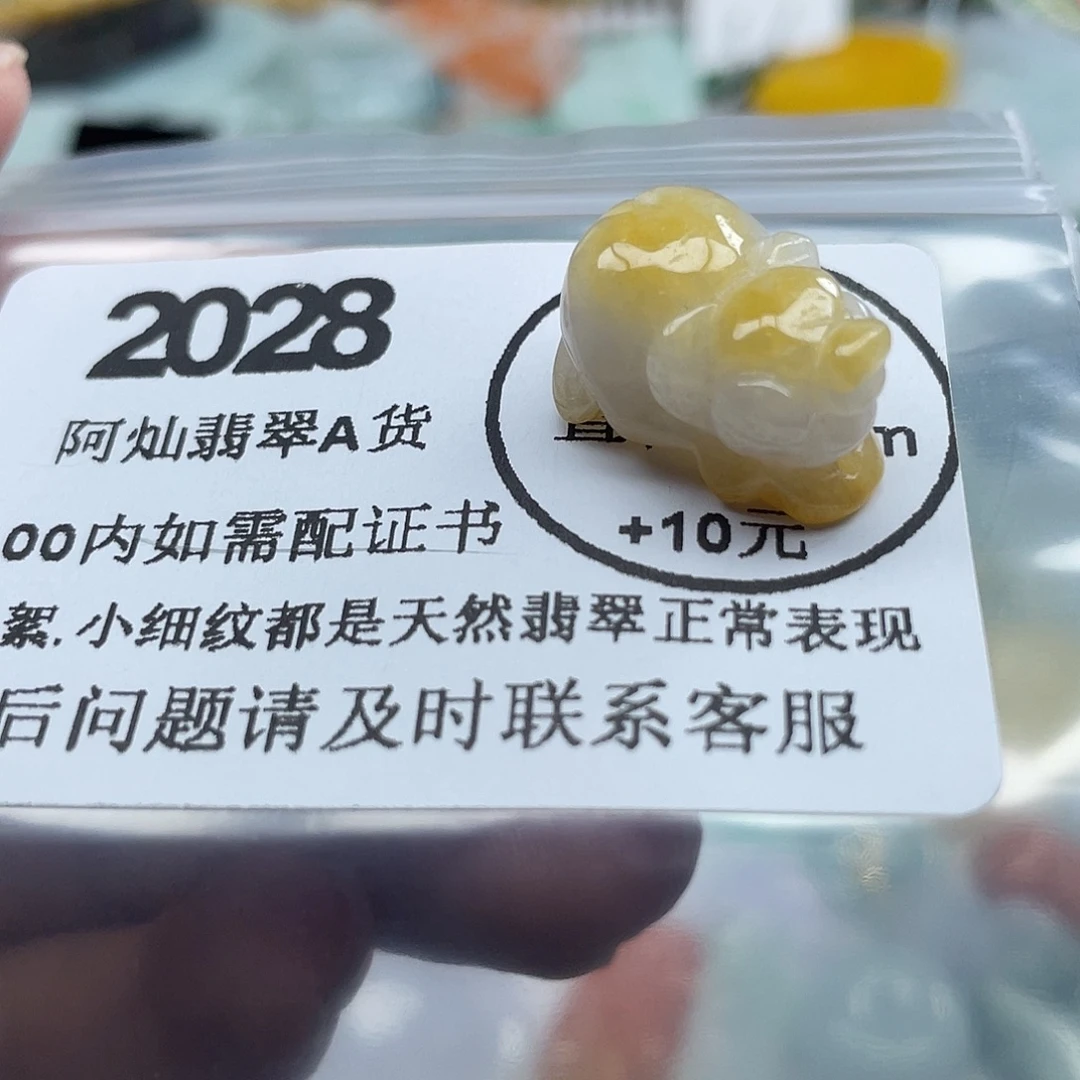 2028
阿灿翡翠A货
00内如需配证书
m
+10元
絮.小细纹都是天然翡翠正常表现
后问题请及时联系客服